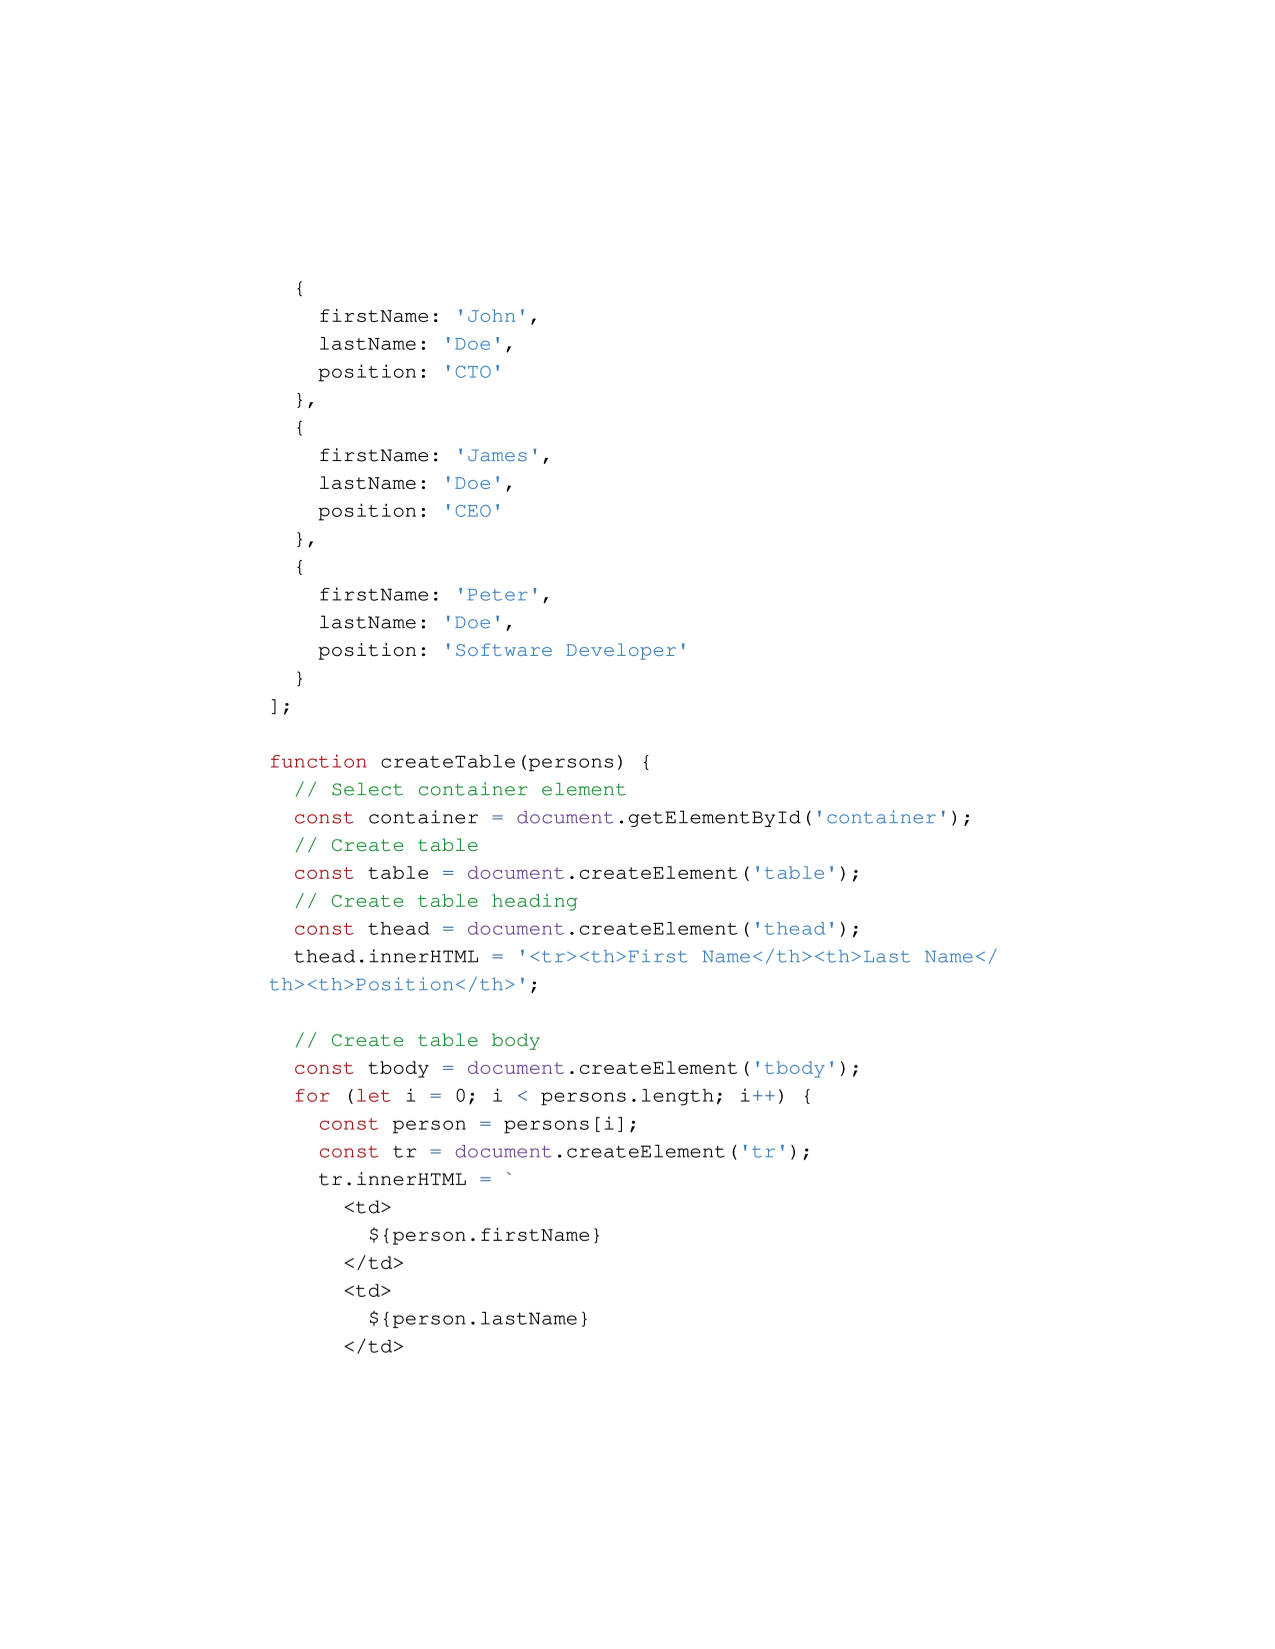 {
    firstName: 'John',
    lastName: 'Doe',
    position: 'CTO'
  },
  {
    firstName: 'James',
    lastName: 'Doe',
    position: 'CEO'
  },
  {
    firstName: 'Peter',
    lastName: 'Doe',
    position: 'Software Developer'
  }
];

function createTable(persons) {
  // Select container element
  const container = document.getElementById('container');
  // Create table
  const table = document.createElement('table');
  // Create table heading
  const thead = document.createElement('thead');
  thead.innerHTML = '<tr><th>First Name</th><th>Last Name</
th><th>Position</th>';

  // Create table body
  const tbody = document.createElement('tbody');
  for (let i = 0; i < persons.length; i++) {
    const person = persons[i];
    const tr = document.createElement('tr');
    tr.innerHTML = `
      <td>
        ${person.firstName}
      </td>
      <td>
        ${person.lastName}
      </td>